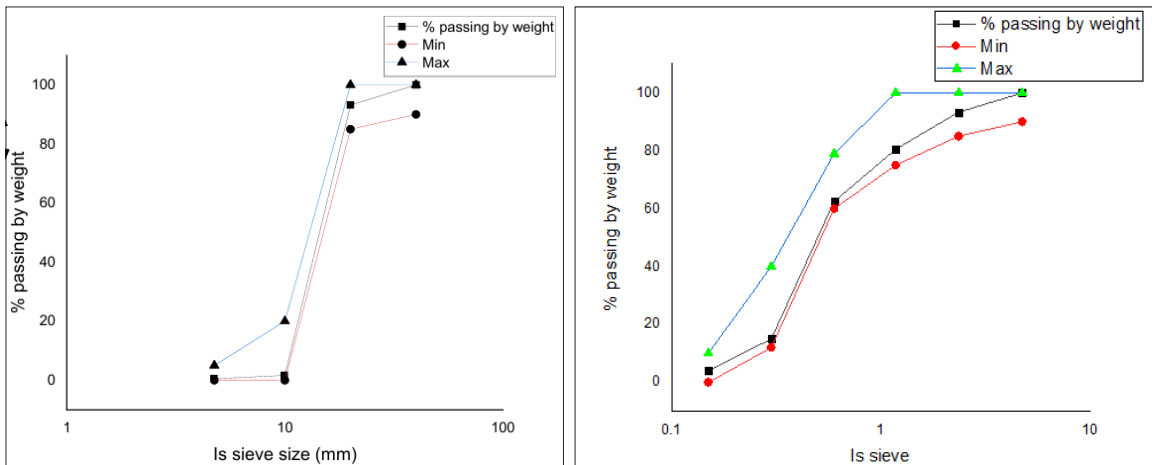 % passing by weight
Min
Max
100
80
60
40
20
0
% passing by weight
1
10
100
Is sieve size (mm)
% passing by weight
Min
Max
100
80
60
40
20
0
% passing by weight
0.1
1
10
Is sieve